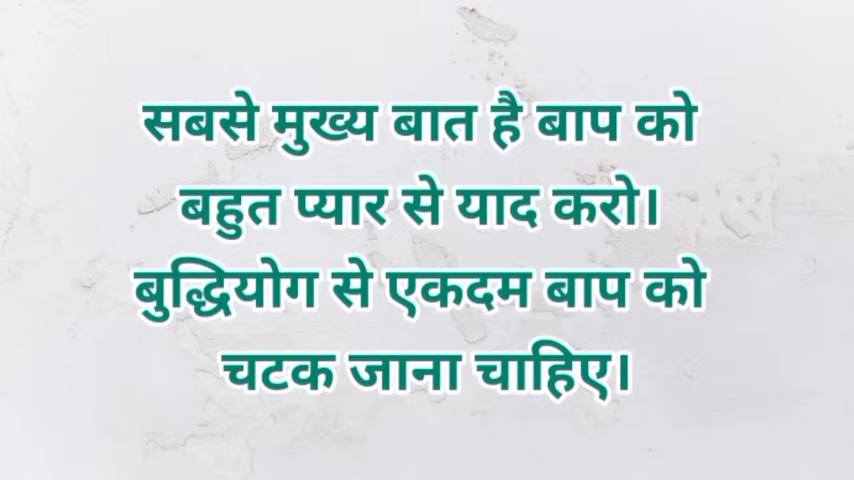 सबसे मुख्य बात है बाप को
बहुत प्यार से याद करो।
बुद्धियोग से एकदम बाप को
चटक जाना चाहिए।